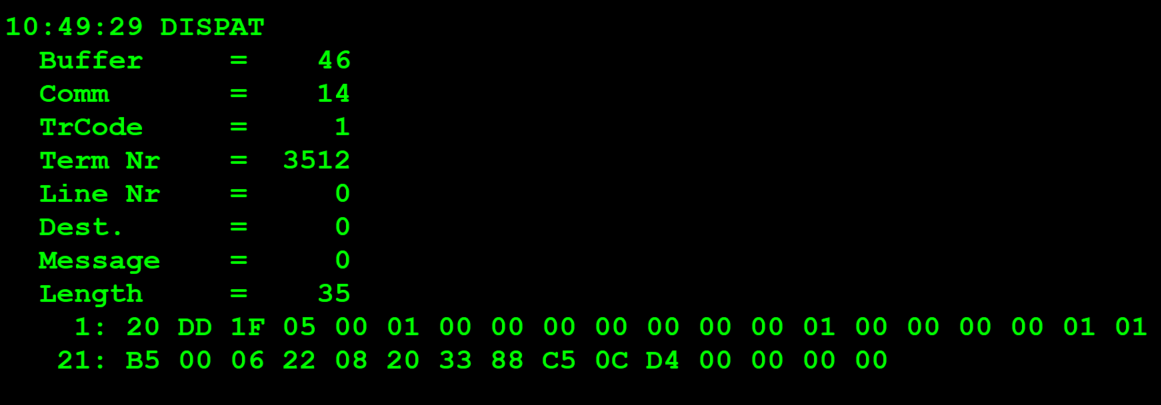 10:49:29 DISPAT
Buffer = 46
Comm = 14
TrCode = 1
Term Nr = 3512
Line Nr = 0
Dest. = 0
Message = 0
Length = 35
1: 20 DD 1F 05 00 01 00 00 00 00 00 00 00 01 00 00 00 00 01 01
21: B5 00 06 22 08 20 33 88 C5 0C D4 00 00 00 00